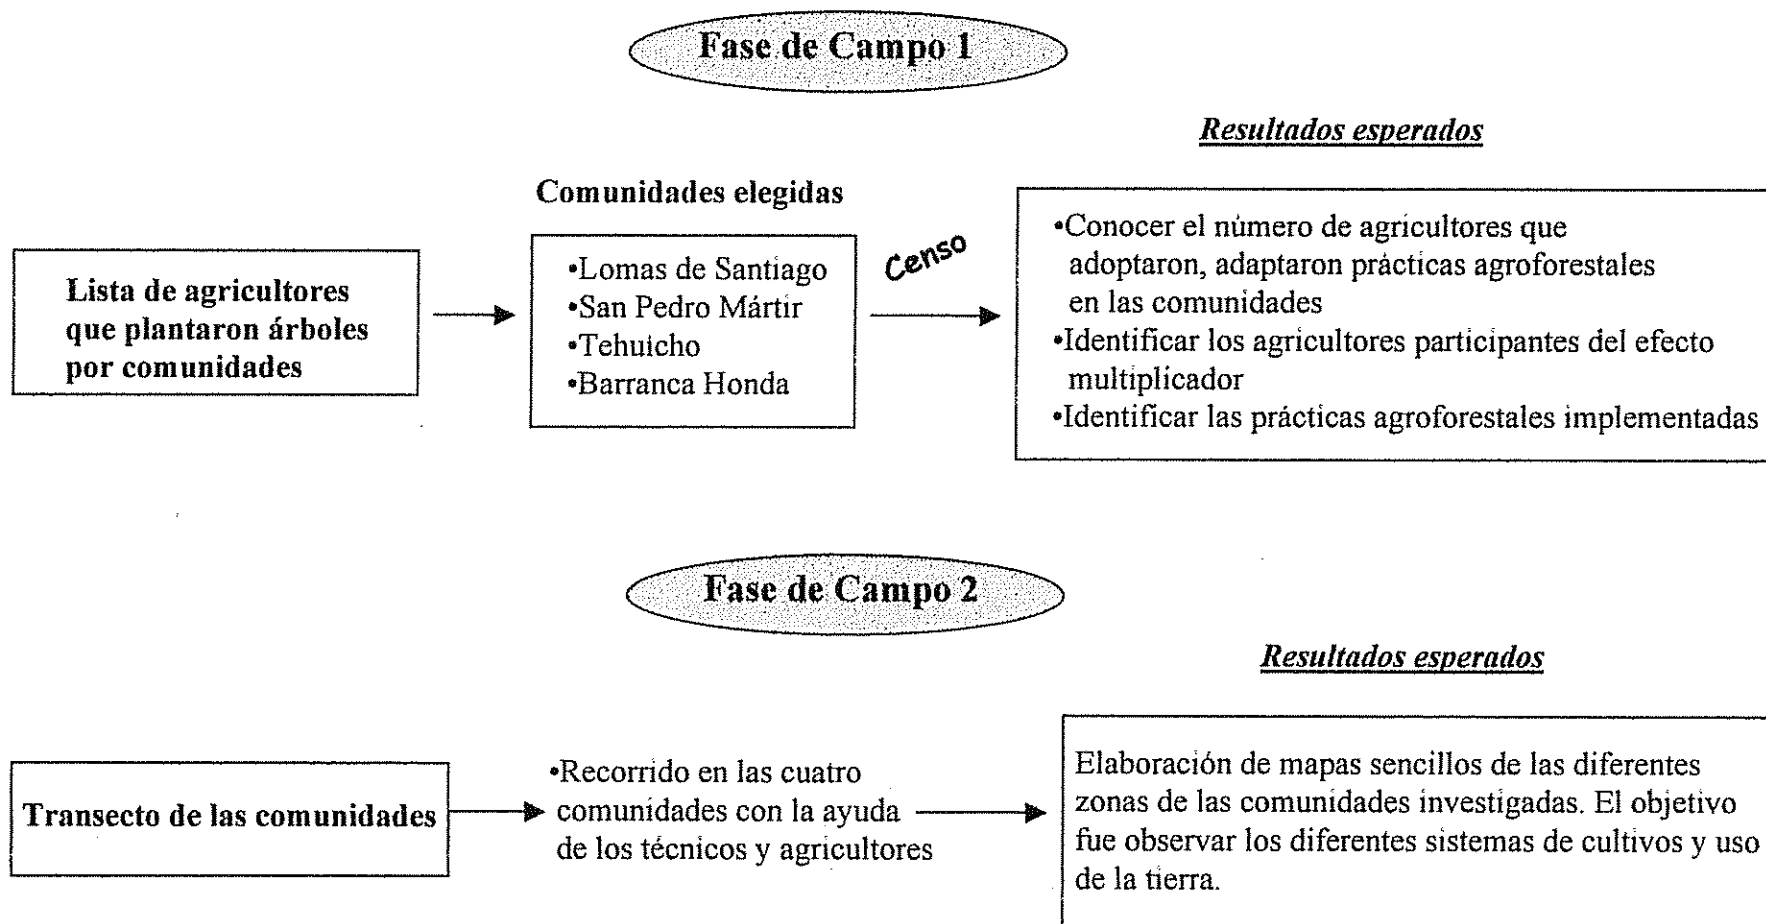 Fase de Campo 1
Resultados esperados
Comunidades elegidas
Lista de agricultores
que plantaron árboles
por comunidades
•Lomas de Santiago
•San Pedro Mártir
•Tehuicho
•Barranca Honda
Censo
•Conocer el número de agricultores que
adoptaron, adaptaron prácticas agroforestales
en las comunidades
•Identificar los agricultores participantes del efecto
multiplicador
•Identificar las prácticas agroforestales implementadas
Fase de Campo 2
Resultados esperados
Transecto de las comunidades
•Recorrido en las cuatro
comunidades con la ayuda
de los técnicos y agricultores
Elaboración de mapas sencillos de las diferentes
zonas de las comunidades investigadas. El objetivo
fue observar los diferentes sistemas de cultivos y uso
de la tierra.